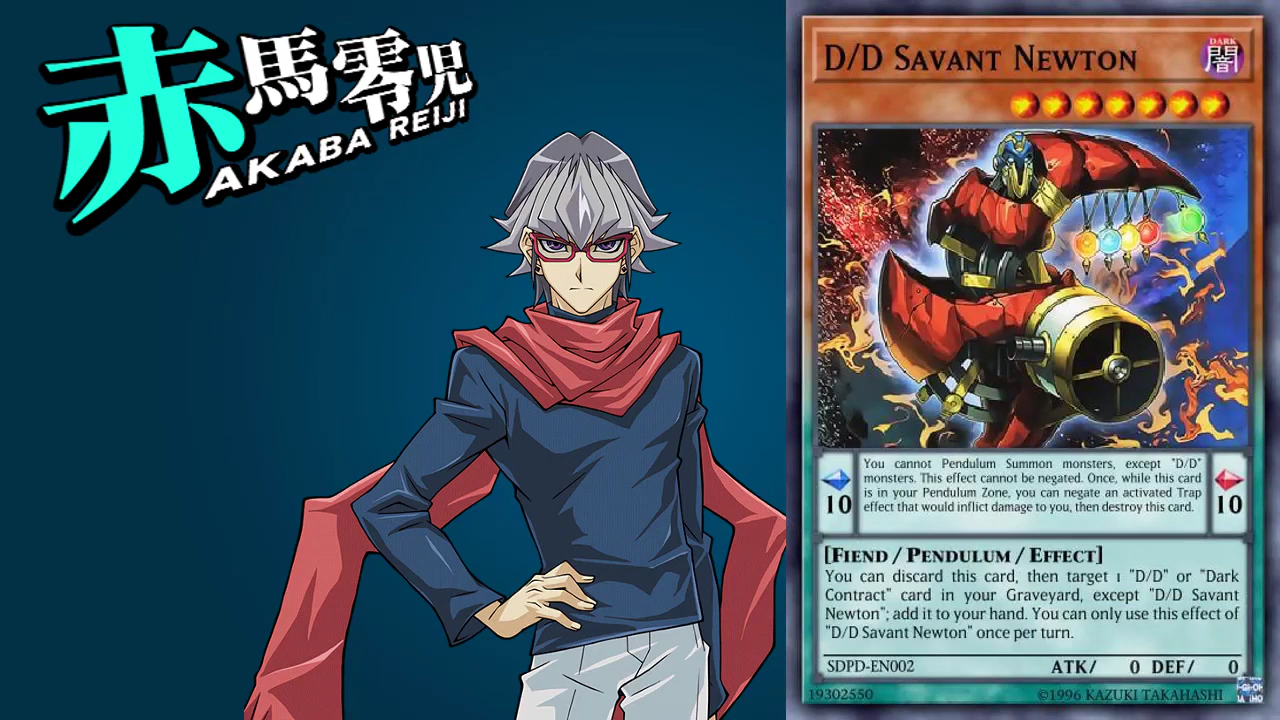 赤馬零児
AKABA REIJI
D/D SAVANT NEWTON
DARK
闇
You cannot Pendulum Summon monsters, except "D/D"
monsters. This effect cannot be negated. Once, while this card
is in your Pendulum Zone, you can negate an activated Trap
effect that would inflict damage to you, then destroy this card.
10
10
[FIEND / PENDULUM / EFFECT]
You can discard this card, then target 1 "D/D" or "Dark
Contract" card in your Graveyard, except "D/D Savant
Newton"; add it to your hand. You can only use this effect of
"D/D Savant Newton" once per turn.
SDPD-EN002
ATK/ 0 DEF/ 0
19302550
©1996 KAZUKI TAKAHASHI